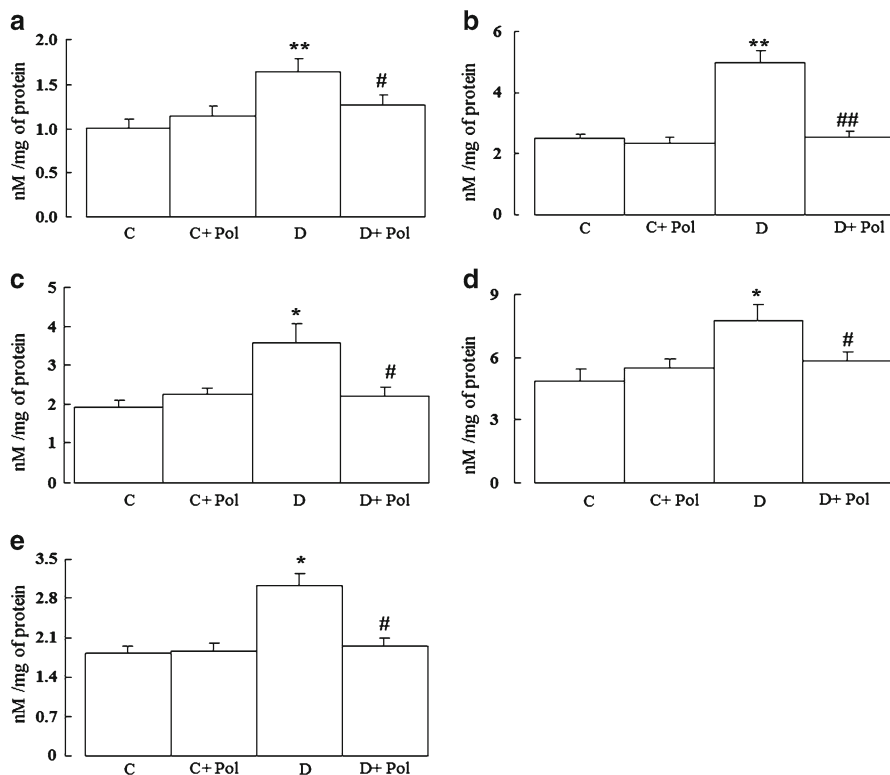 a
2.0
1.5
1.0
0.5
0.0
nM /mg of protein
**
#
C
C+ Pol
D
D+ Pol
b
6
4
2
0
nM /mg of protein
**
##
C
C+ Pol
D
D+ Pol
c
5
4
3
2
1
0
nM /mg of protein
*
#
C
C+ Pol
D
D+ Pol
d
9
6
3
0
nM /mg of protein
*
#
C
C+ Pol
D
D+ Pol
e
3.5
2.8
2.1
1.4
0.7
0
nM /mg of protein
*
#
C
C+ Pol
D
D+ Pol